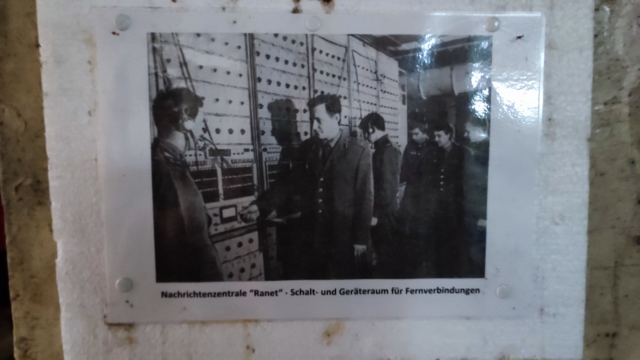 Nachrichtenzentrale "Ranet" - Schalt- und Geräteraum für Fernverbindungen